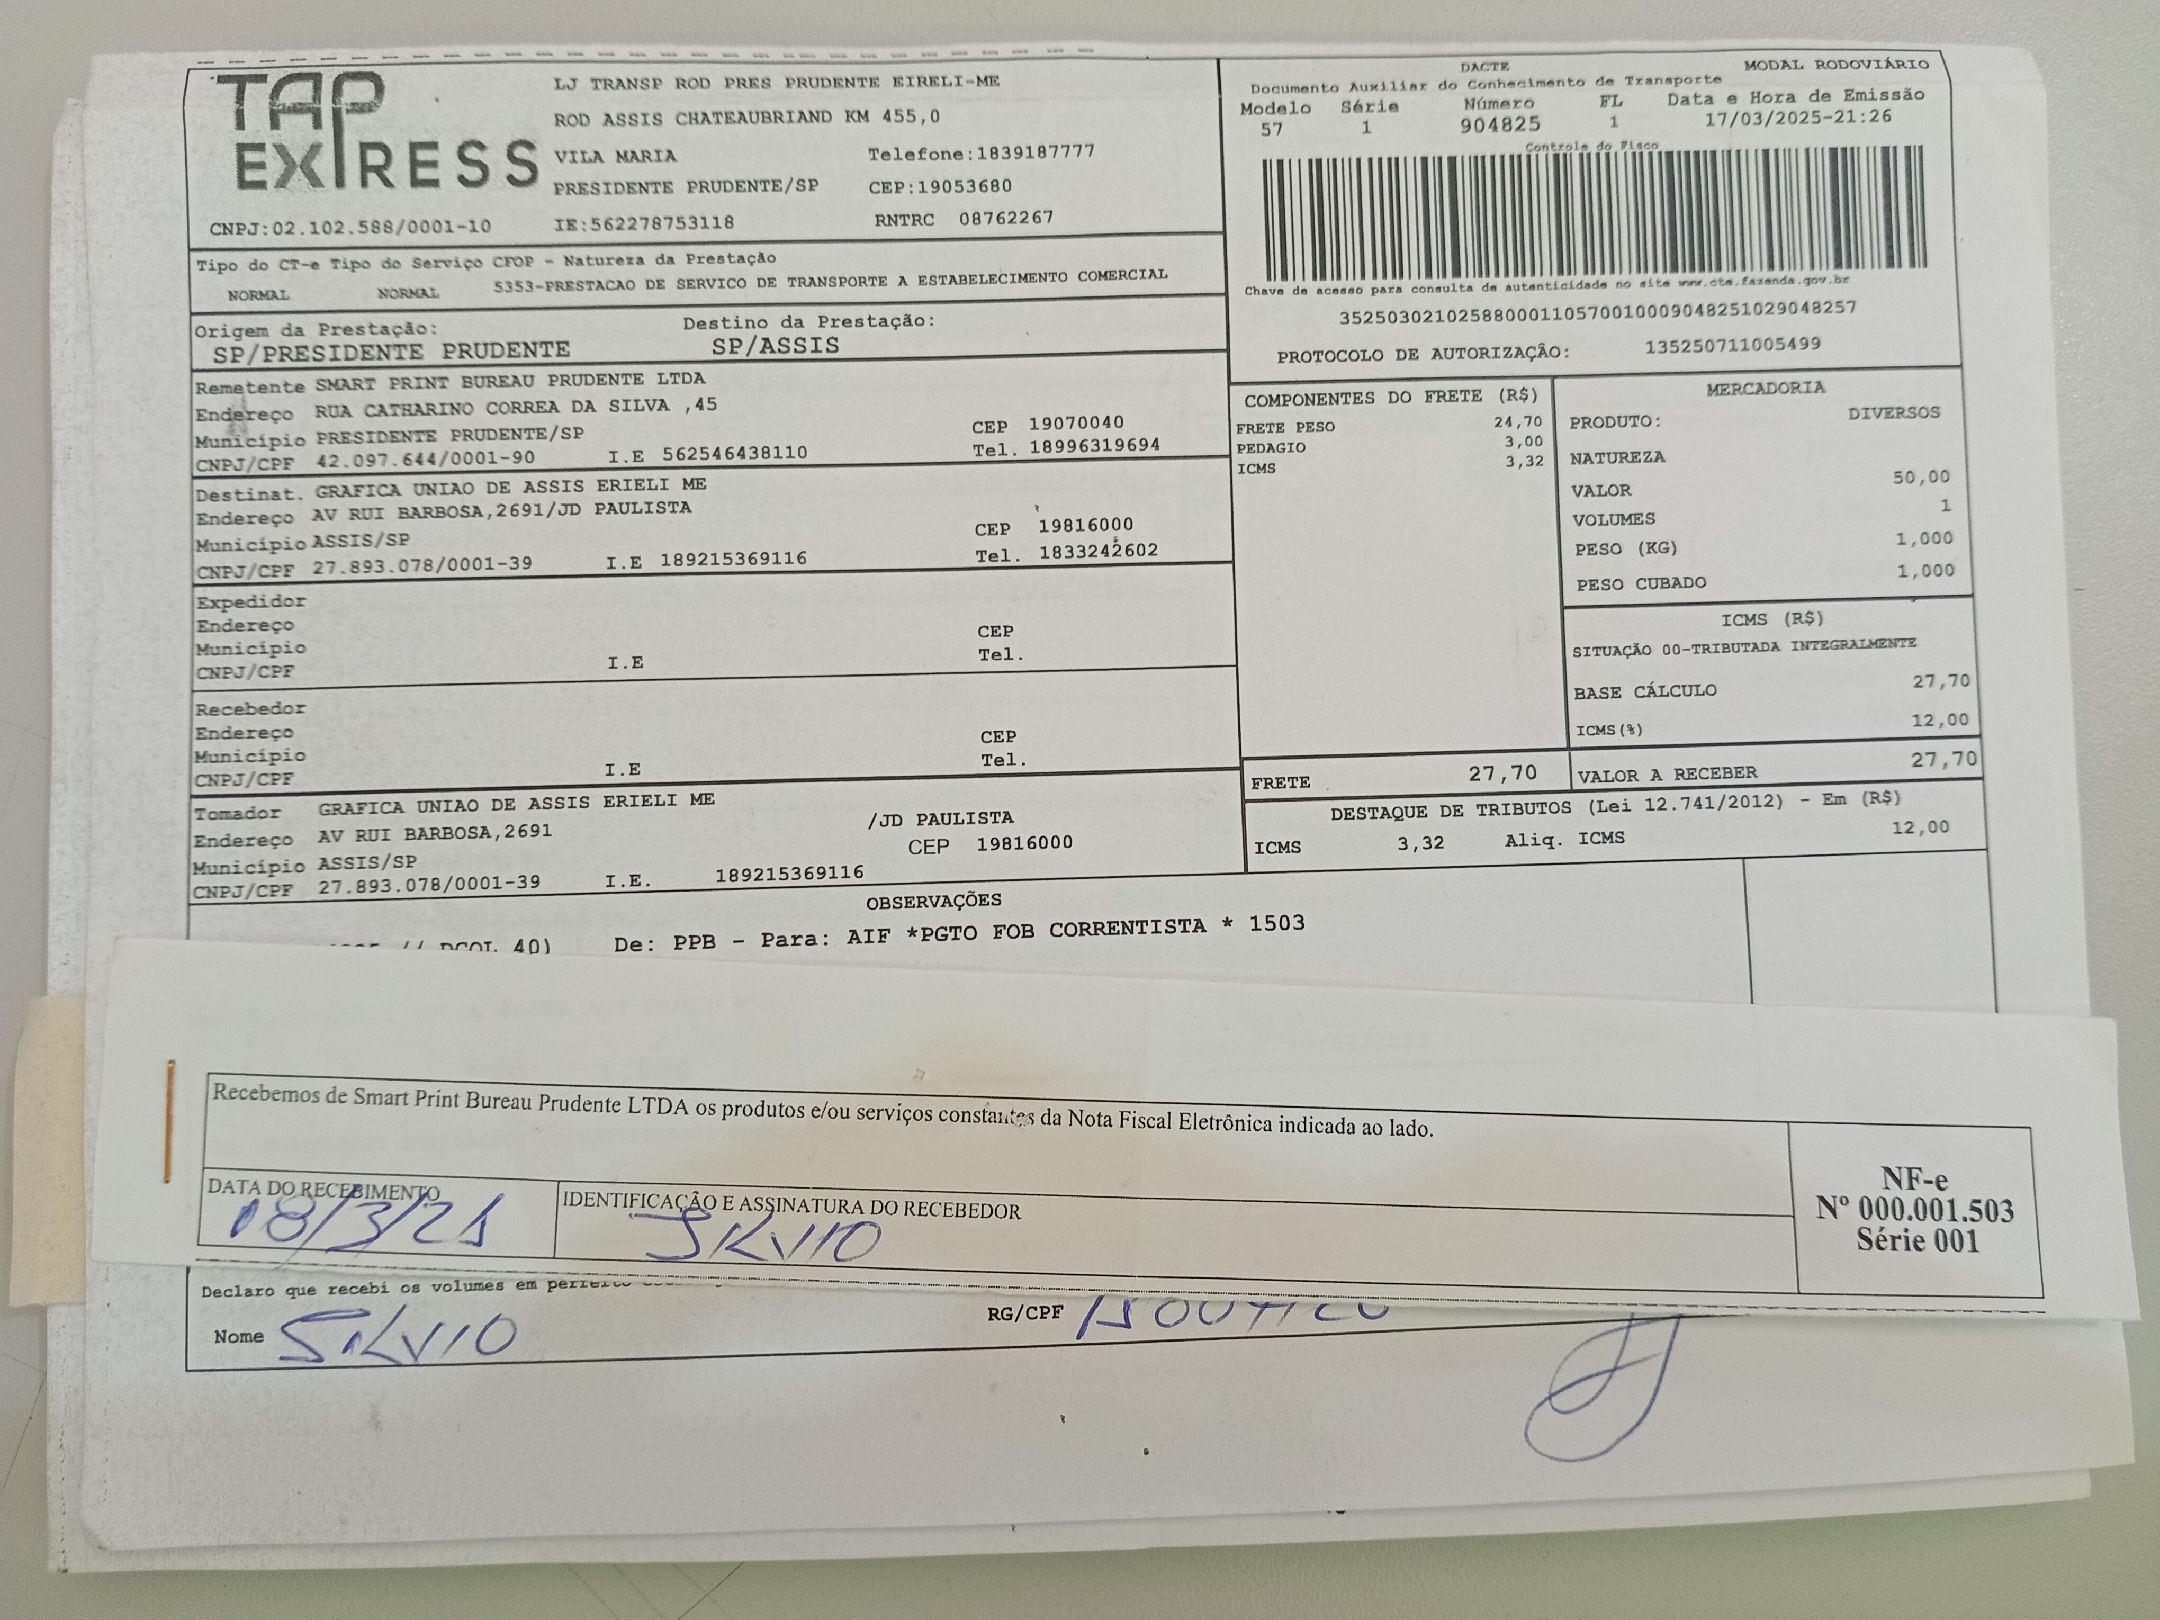 TAP EXPRESS
LJ TRANSP ROD PRES PRUDENTE EIRELI-ME
ROD ASSIS CHATEAUBRIAND KM 455,0
VILA MARIA Telefone:1839187777
PRESIDENTE PRUDENTE/SP CEP:19053680
CNPJ:02.102.588/0001-10 IE:562278753118 RNTRC 08762267
DACTE MODAL RODOVIÁRIO
Documento Auxiliar do Conhecimento de Transporte
Modelo Série Número FL Data e Hora de Emissão
57 1 904825 1 17/03/2025-21:26
Controle do Fisco
Chave de acesso para consulta de autenticidade no site www.cte.fazenda.gov.br
35250302102588000110570010009048251029048257
PROTOCOLO DE AUTORIZAÇÃO: 135250711005499
Tipo do CT-e Tipo do Serviço CFOP - Natureza da Prestação
NORMAL NORMAL 5353-PRESTACAO DE SERVICO DE TRANSPORTE A ESTABELECIMENTO COMERCIAL
Origem da Prestação: Destino da Prestação:
SP/PRESIDENTE PRUDENTE SP/ASSIS
Remetente SMART PRINT BUREAU PRUDENTE LTDA
Endereço RUA CATHARINO CORREA DA SILVA ,45
Município PRESIDENTE PRUDENTE/SP CEP 19070040
CNPJ/CPF 42.097.644/0001-90 I.E 562546438110 Tel. 18996319694
Destinat. GRAFICA UNIAO DE ASSIS ERIELI ME
Endereço AV RUI BARBOSA,2691/JD PAULISTA
Município ASSIS/SP CEP 19816000
CNPJ/CPF 27.893.078/0001-39 I.E 189215369116 Tel. 1833242602
Expedidor
Endereço
Município CEP
CNPJ/CPF I.E Tel.
Recebedor
Endereço
Município CEP
CNPJ/CPF I.E Tel.
Tomador GRAFICA UNIAO DE ASSIS ERIELI ME
Endereço AV RUI BARBOSA,2691 /JD PAULISTA
Município ASSIS/SP CEP 19816000
CNPJ/CPF 27.893.078/0001-39 I.E. 189215369116
COMPONENTES DO FRETE (R$)
FRETE PESO 24,70
PEDAGIO 3,00
ICMS 3,32
MERCADORIA
PRODUTO: DIVERSOS
NATUREZA
VALOR 50,00
VOLUMES 1
PESO (KG) 1,000
PESO CUBADO 1,000
ICMS (R$)
SITUAÇÃO 00-TRIBUTADA INTEGRALMENTE
BASE CÁLCULO 27,70
ICMS(%) 12,00
FRETE 27,70 VALOR A RECEBER 27,70
DESTAQUE DE TRIBUTOS (Lei 12.741/2012) - Em (R$)
ICMS 3,32 Aliq. ICMS 12,00
OBSERVAÇÕES
40) De: PPB - Para: AIF *PGTO FOB CORRENTISTA * 1503
Recebemos de Smart Print Bureau Prudente LTDA os produtos e/ou serviços constantes da Nota Fiscal Eletrônica indicada ao lado.
DATA DO RECEBIMENTO IDENTIFICAÇÃO E ASSINATURA DO RECEBEDOR
18/3/25 SILVIO
NF-e
Nº 000.001.503
Série 001
Declaro que recebi os volumes em
Nome SILVIO RG/CPF